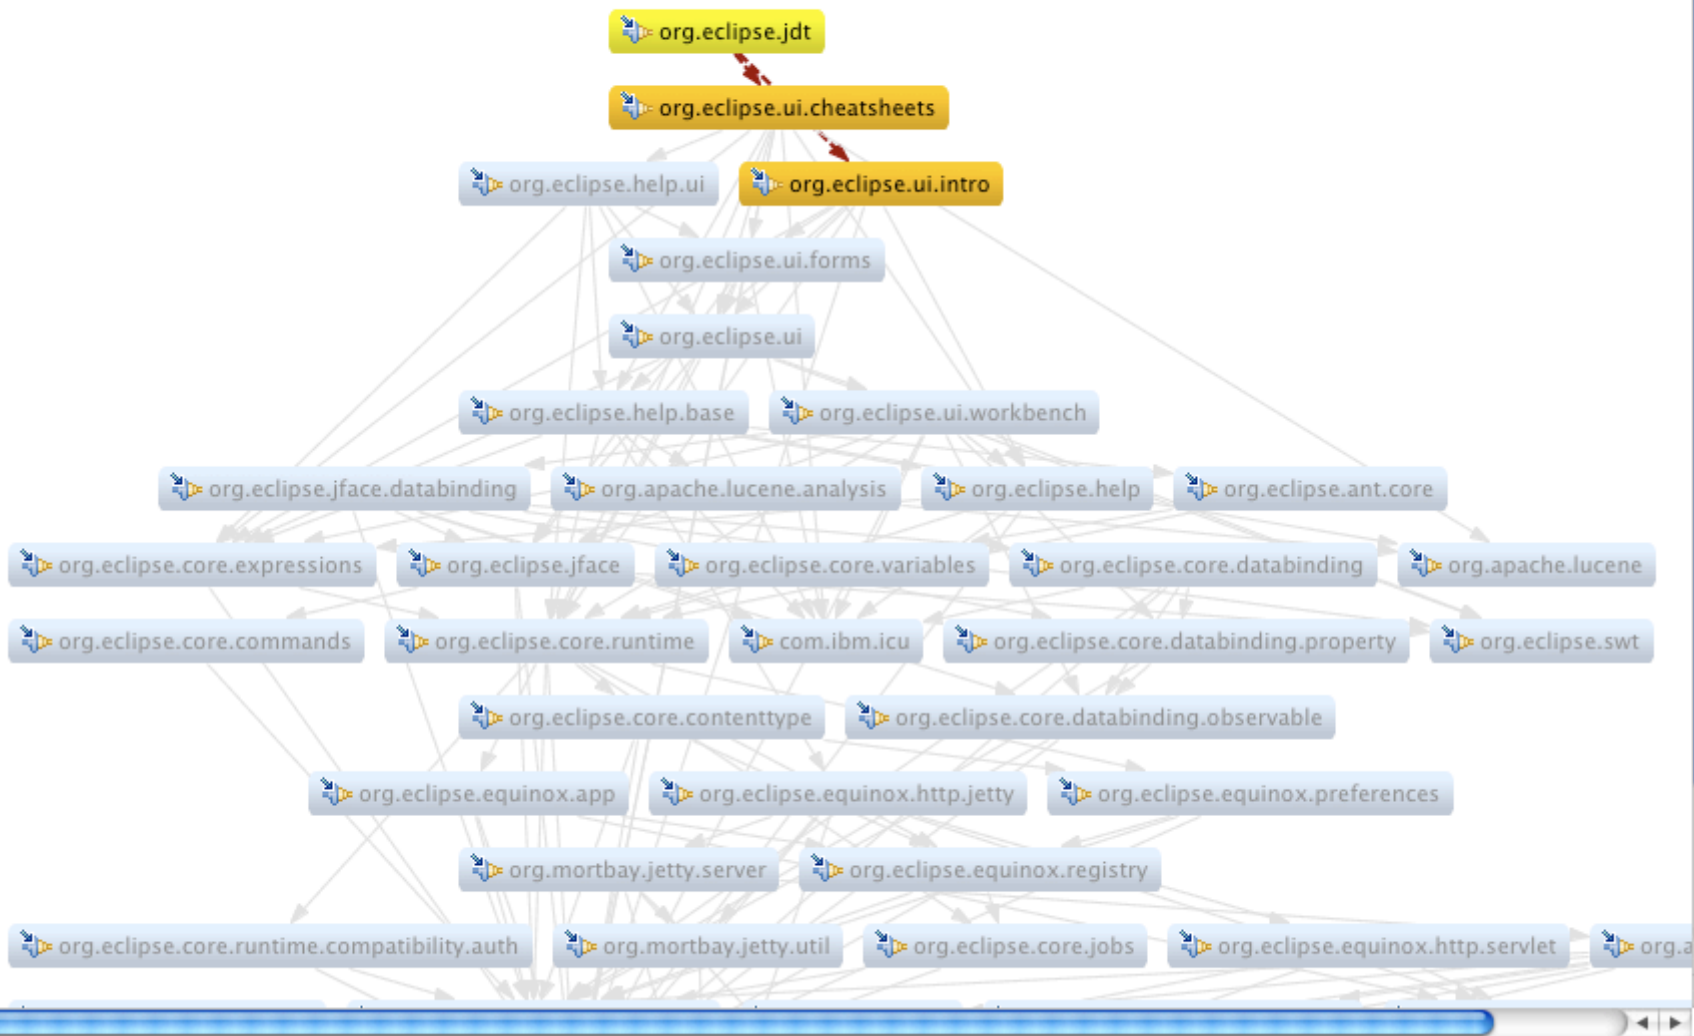 org.eclipse.jdt
org.eclipse.ui.cheatsheets
org.eclipse.help.ui org.eclipse.ui.intro
org.eclipse.ui.forms
org.eclipse.ui
org.eclipse.help.base org.eclipse.ui.workbench
org.eclipse.jface.databinding org.apache.lucene.analysis org.eclipse.help org.eclipse.ant.core
org.eclipse.core.expressions org.eclipse.jface org.eclipse.core.variables org.eclipse.core.databinding org.apache.lucene
org.eclipse.core.commands org.eclipse.core.runtime com.ibm.icu org.eclipse.core.databinding.property org.eclipse.swt
org.eclipse.core.contenttype org.eclipse.core.databinding.observable
org.eclipse.equinox.app org.eclipse.equinox.http.jetty org.eclipse.equinox.preferences
org.mortbay.jetty.server org.eclipse.equinox.registry
org.eclipse.core.runtime.compatibility.auth org.mortbay.jetty.util org.eclipse.core.jobs org.eclipse.equinox.http.servlet